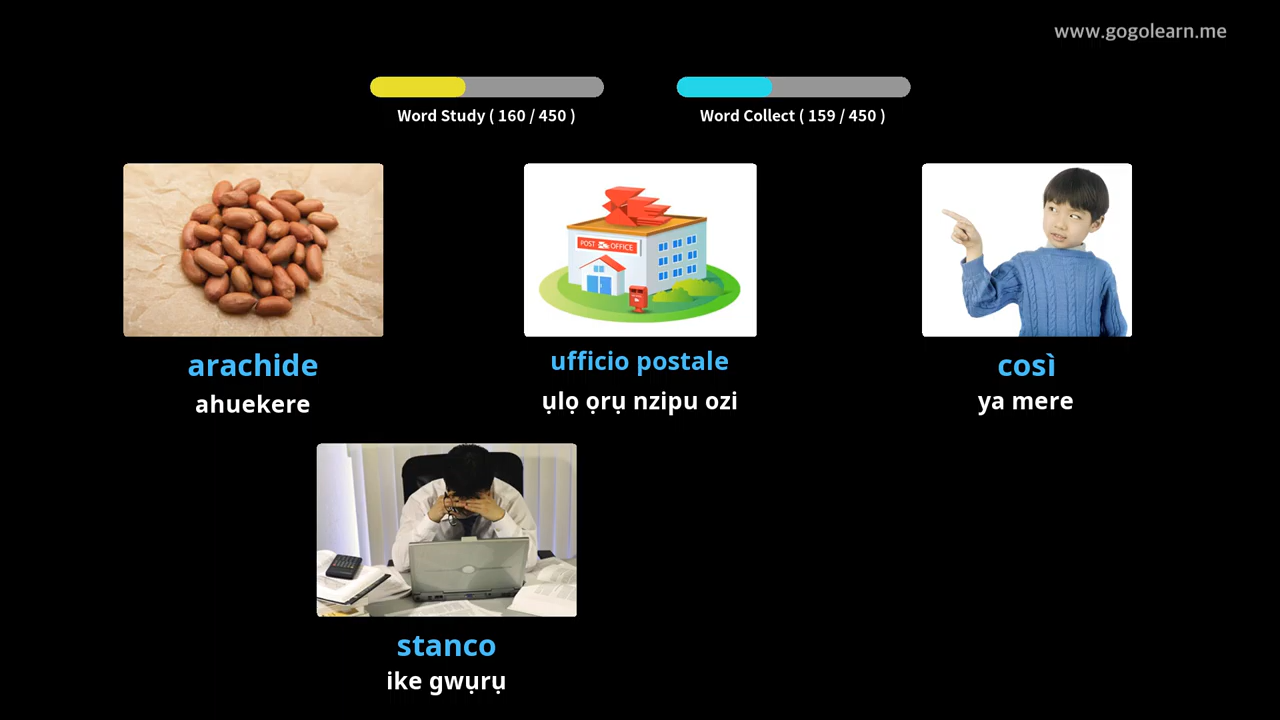 www.gogolearn.me
Word Study ( 160 / 450 )
Word Collect ( 159 / 450 )
POST OFFICE
arachide
ufficio postale
così
ahuekere
ụlọ ọrụ nzipu ozi
ya mere
stanco
ike gwụrụ